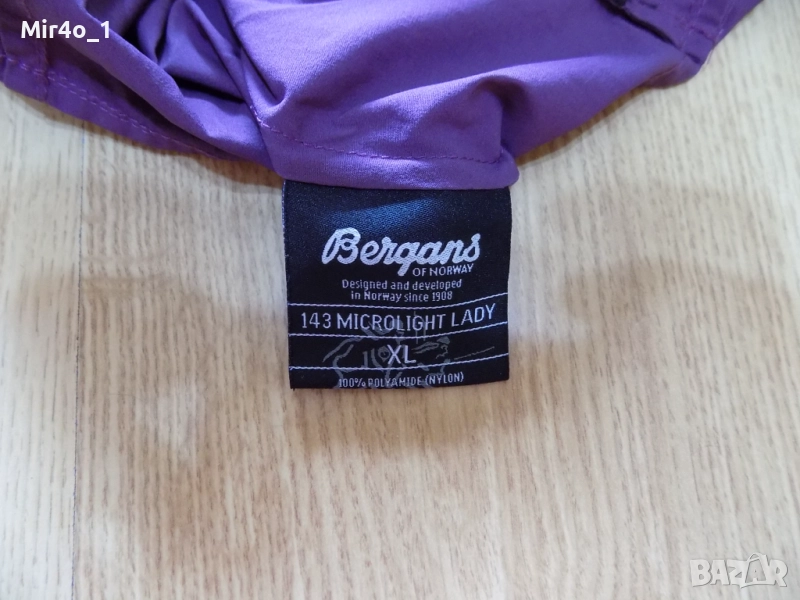 Mir4o_1
Bergans
OF NORWAY
Designed and developed
in Norway since 1908
143 MICROLIGHT LADY
XL
100% POLYAMIDE (NYLON)
BAZAR